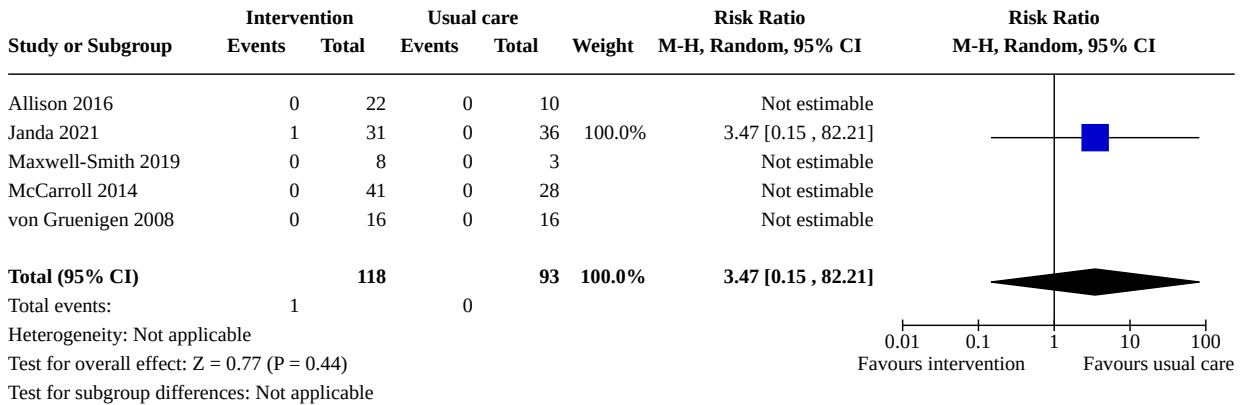 Intervention Usual care Risk Ratio Risk Ratio
Study or Subgroup Events Total Events Total Weight M-H, Random, 95% CI M-H, Random, 95% CI
Allison 2016 0 22 0 10 Not estimable
Janda 2021 1 31 0 36 100.0% 3.47 [0.15 , 82.21]
Maxwell-Smith 2019 0 8 0 3 Not estimable
McCarroll 2014 0 41 0 28 Not estimable
von Gruenigen 2008 0 16 0 16 Not estimable
Total (95% CI) 118 93 100.0% 3.47 [0.15 , 82.21]
Total events: 1 0
Heterogeneity: Not applicable
0.01 0.1 1 10 100
Test for overall effect: Z = 0.77 (P = 0.44)
Favours intervention Favours usual care
Test for subgroup differences: Not applicable